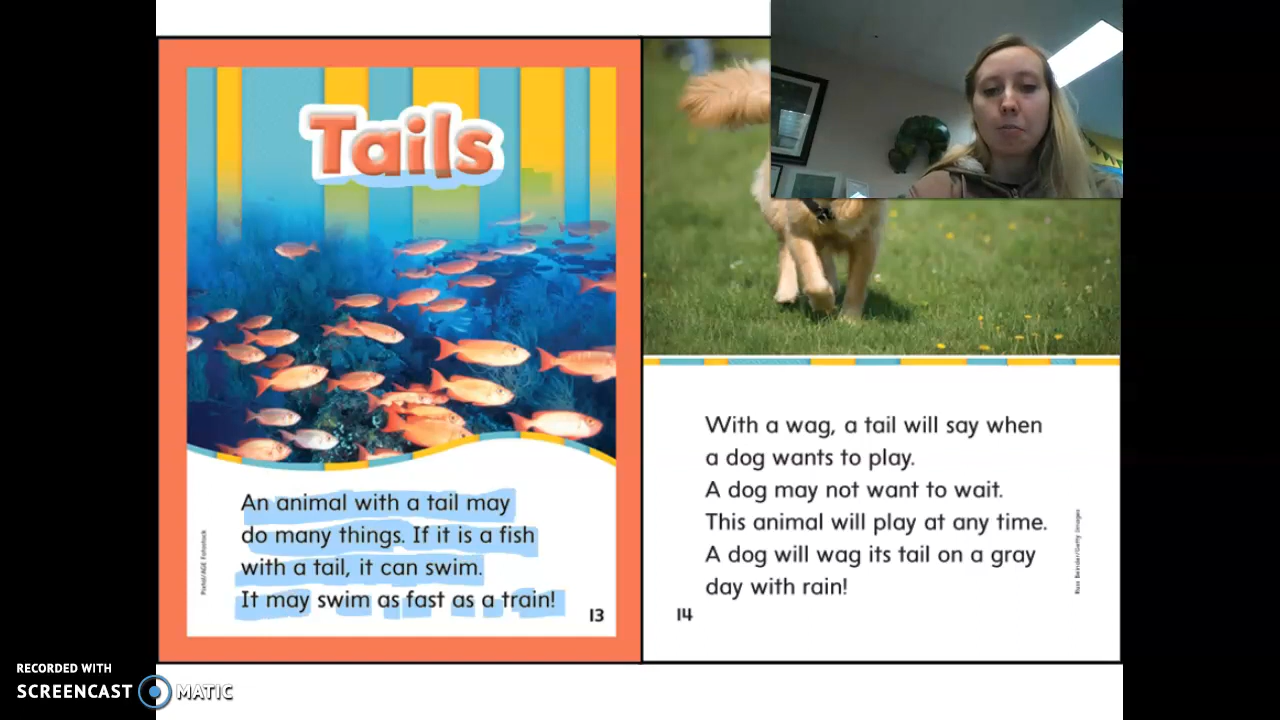 Tails
An animal with a tail may
do many things. If it is a fish
with a tail, it can swim.
It may swim as fast as a train!
13
With a wag, a tail will say when
a dog wants to play.
A dog may not want to wait.
This animal will play at any time.
A dog will wag its tail on a gray
day with rain!
14
RECORDED WITH
SCREENCAST MATIC